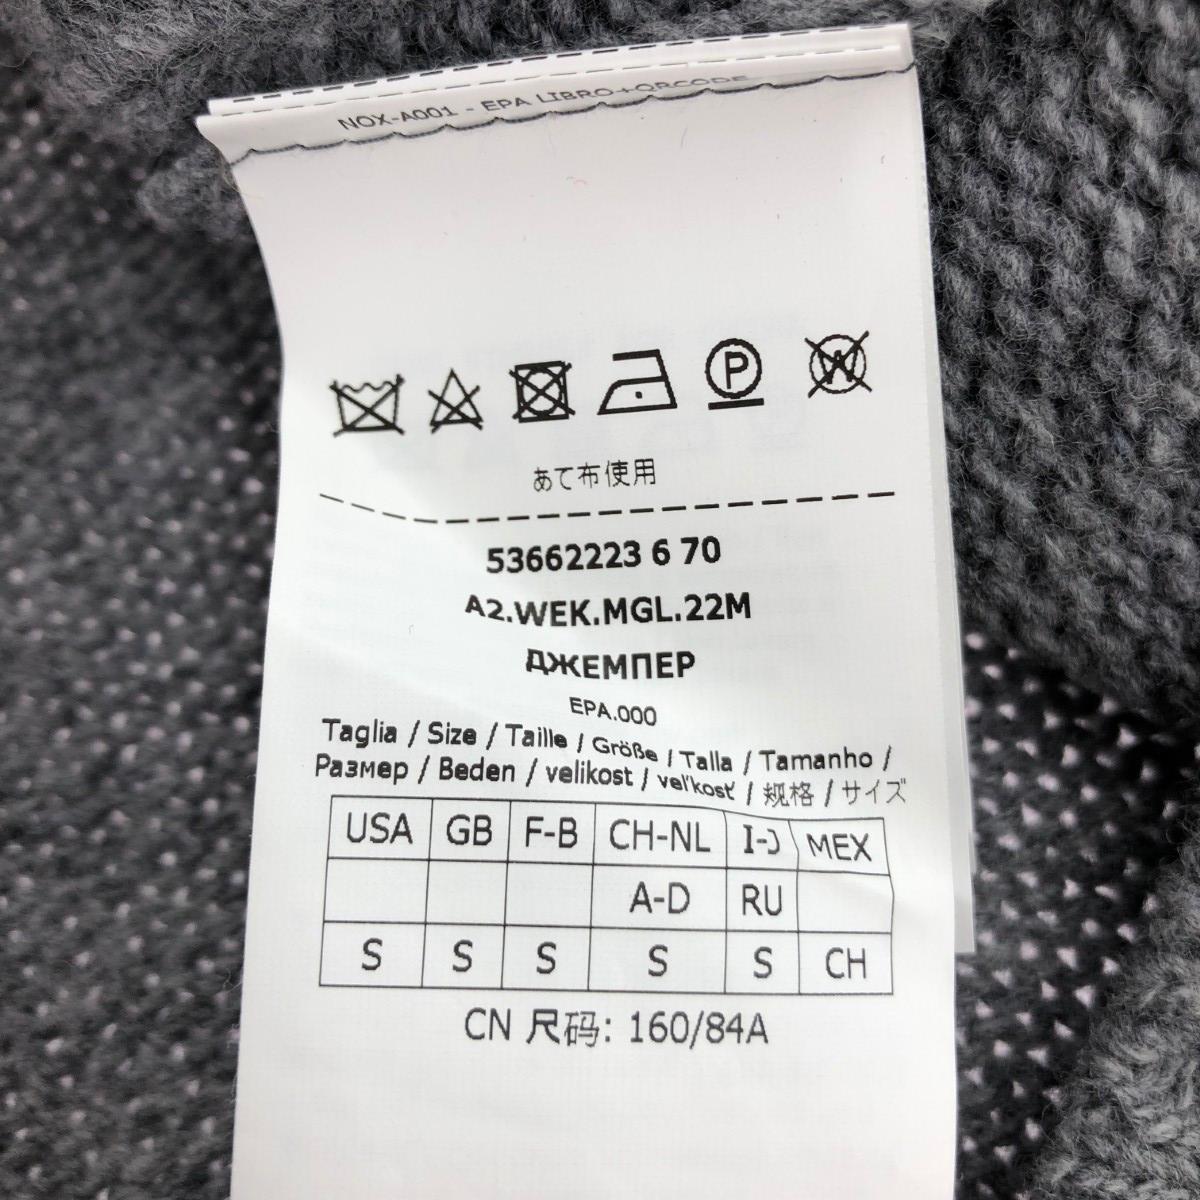 NOX-A001 - EPA LIBRO+QRCODE
P
W
あて布使用
53662223 6 70
A2.WEK.MGL.22M
ДЖЕМПЕР
EPA.000
Taglia / Size / Taille / Größe / Talla / Tamanho /
Размер / Beden / velikost / veľkosť / 规格 / サイズ
USA GB F-B CH-NL I-J MEX
A-D RU
S S S S S CH
CN 尺码: 160/84A